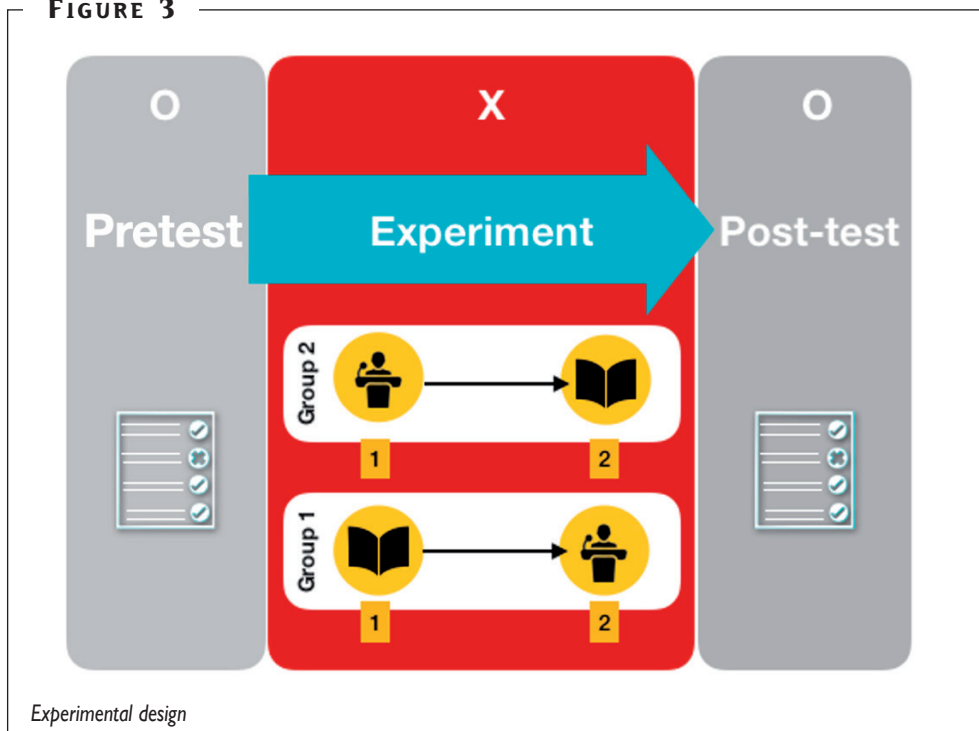 FIGURE 3
O
X
O
Pretest
Experiment
Post-test
Group 2
1
2
Group 1
1
2
Experimental design